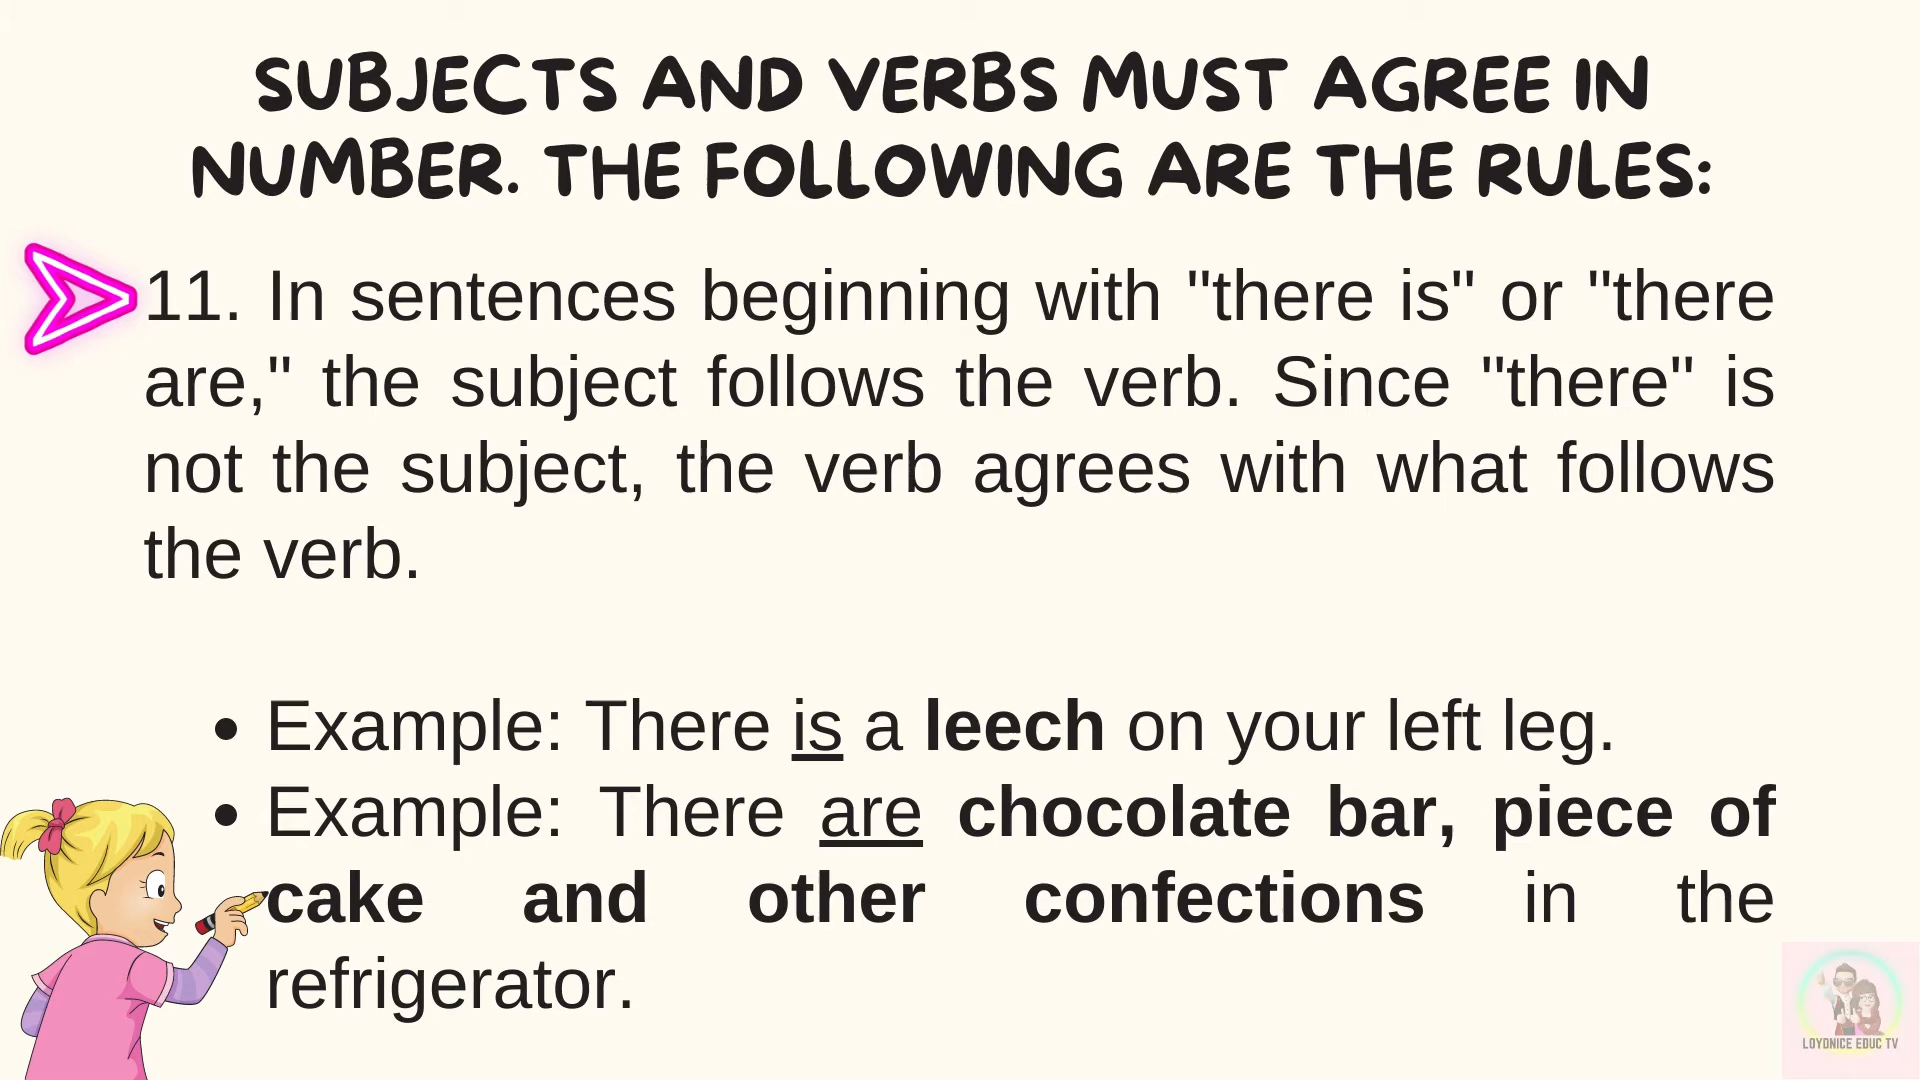 SUBJECTS AND VERBS MUST AGREE IN
NUMBER. THE FOLLOWING ARE THE RULES:
11. In sentences beginning with "there is" or "there
are," the subject follows the verb. Since "there" is
not the subject, the verb agrees with what follows
the verb.
• Example: There is a leech on your left leg.
• Example: There are chocolate bar, piece of
cake and other confections in the
refrigerator.
LOYDNICE EDUC TV